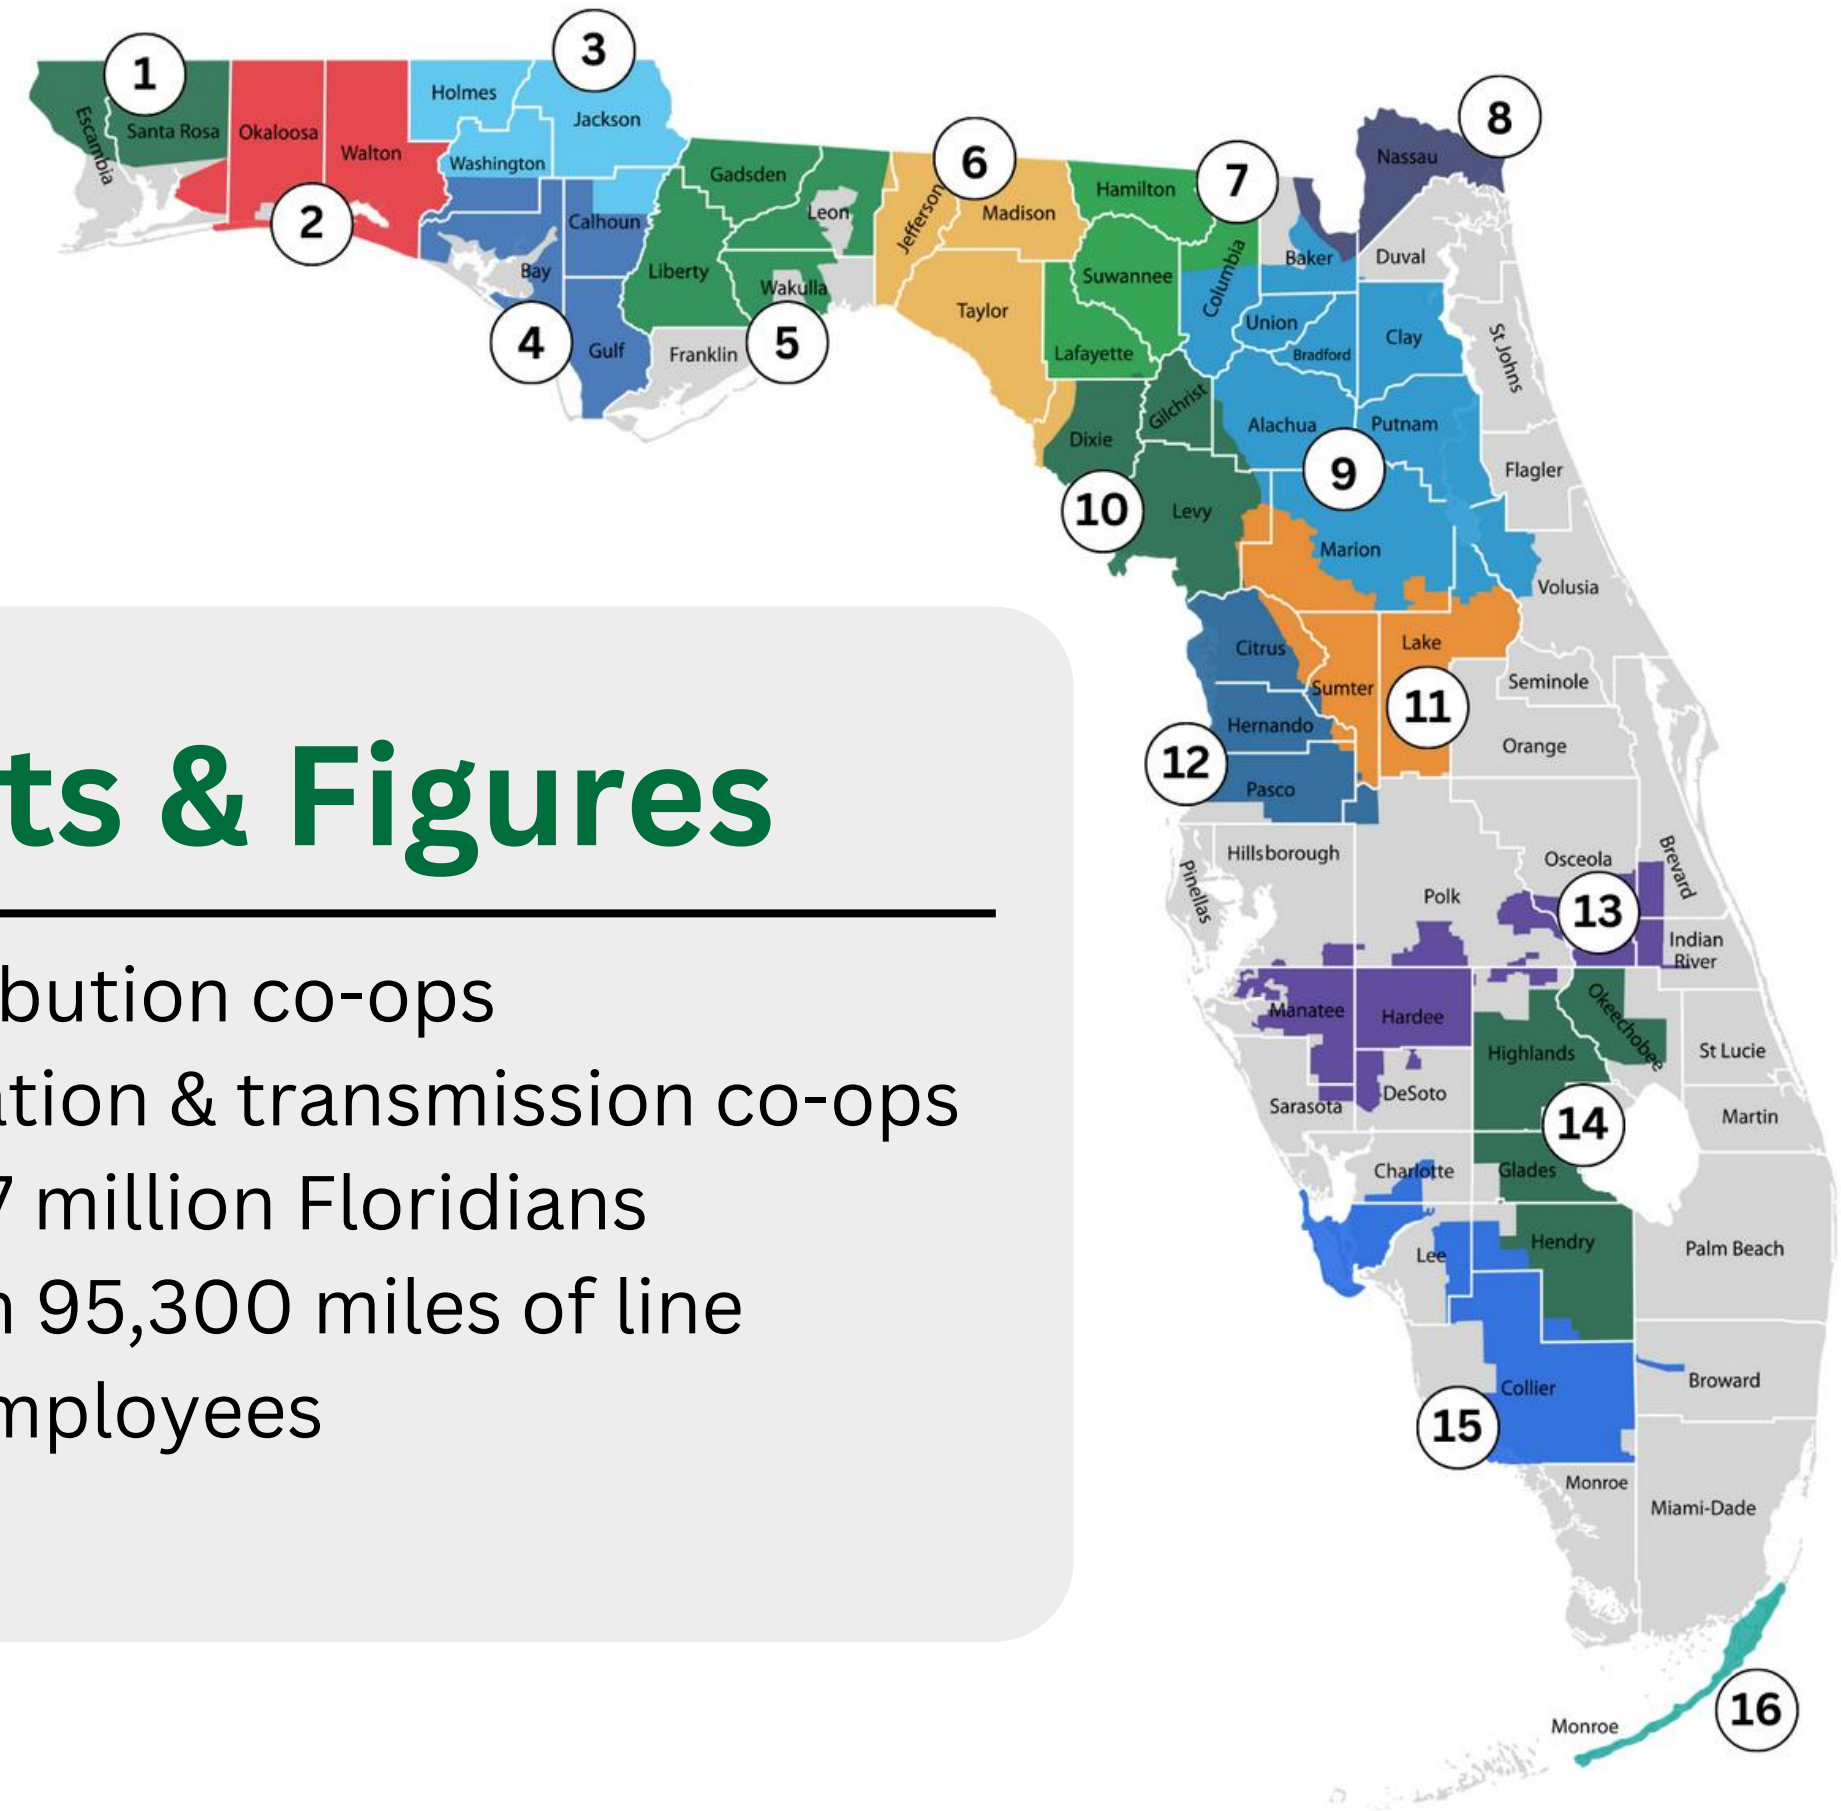 1
3
Holmes
8
Escambia
Santa Rosa
Okaloosa
Jackson
Walton
Washington
6
Nassau
Gadsden
7
Hamilton
Jefferson
Madison
2
Leon
Calhoun
Bay
Liberty
Wakulla
Suwannee
Columbia
Baker
Duval
Taylor
Union
Clay
4
Gulf
Franklin
5
Lafayette
Bradford
St Johns
Gilchrist
Dixie
Alachua
Putnam
9
Flagler
10
Levy
Marion
Volusia
Citrus
Lake
Sumter
Seminole
11
Hernando
Orange
12
Pasco
ts & Figures
Hillsborough
Osceola
Brevard
Pinellas
Polk
13
Indian
River
bution co-ops
Manatee
Hardee
Okeechobee
Highlands
St Lucie
ation & transmission co-ops
Sarasota
DeSoto
14
Martin
Charlotte
Glades
7 million Floridians
Lee
Hendry
Palm Beach
n 95,300 miles of line
Collier
Broward
mployees
15
Monroe
Miami-Dade
16
Monroe